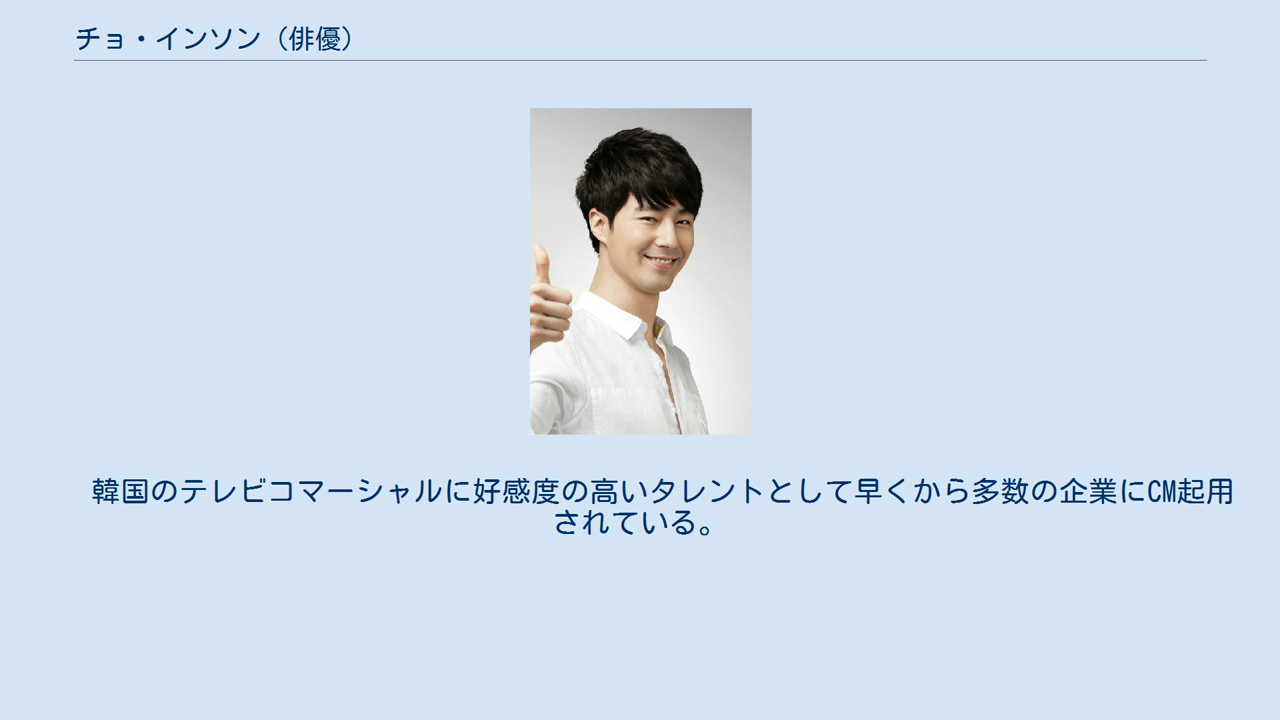 チョ・インソン（俳優）
韓国のテレビコマーシャルに好感度の高いタレントとして早くから多数の企業にCM起用
されている。